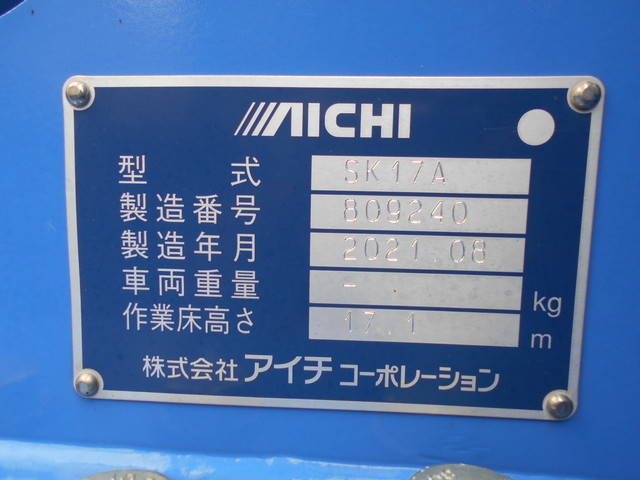 AICHI
型式 SK17A
製造番号 809240
製造年月 2021.08
車両重量 - kg
作業床高さ 17.1 m
株式会社 アイチ コーポレーション